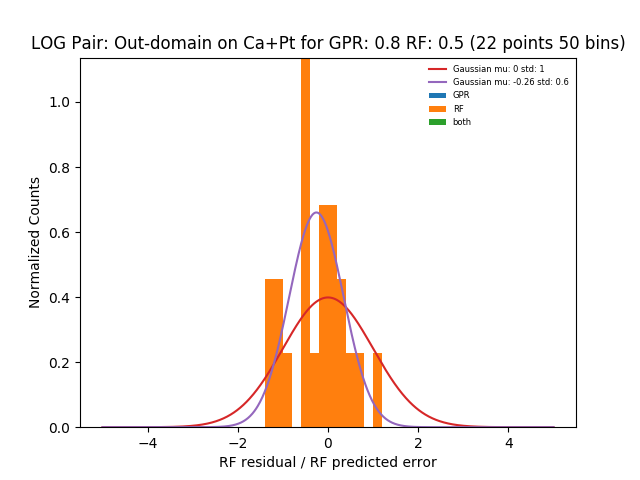 LOG Pair: Out-domain on Ca+Pt for GPR: 0.8 RF: 0.5 (22 points 50 bins)
Gaussian mu: 0 std: 1
Gaussian mu: -0.26 std: 0.6
GPR
RF
both
Normalized Counts
1.0
0.8
0.6
0.4
0.2
0.0
−4 −2 0 2 4
RF residual / RF predicted error